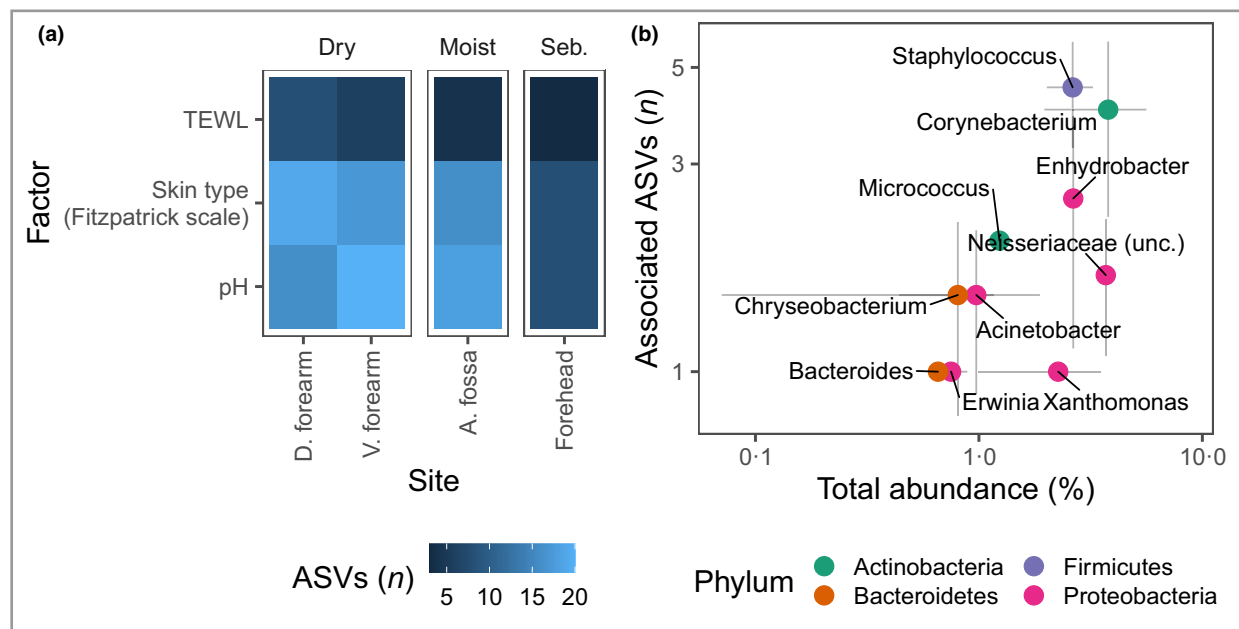 (a)
Dry
Moist
Seb.
Factor
TEWL
Skin type
(Fitzpatrick scale)
pH
D. forearm
V. forearm
A. fossa
Forehead
Site
ASVs (n)
5
10
15
20
(b)
Associated ASVs (n)
5
3
1
Staphylococcus
Corynebacterium
Enhydrobacter
Micrococcus
Neisseriaceae (unc.)
Chryseobacterium
Acinetobacter
Bacteroides
Erwinia
Xanthomonas
0·1
1·0
10·0
Total abundance (%)
Phylum
Actinobacteria
Firmicutes
Bacteroidetes
Proteobacteria